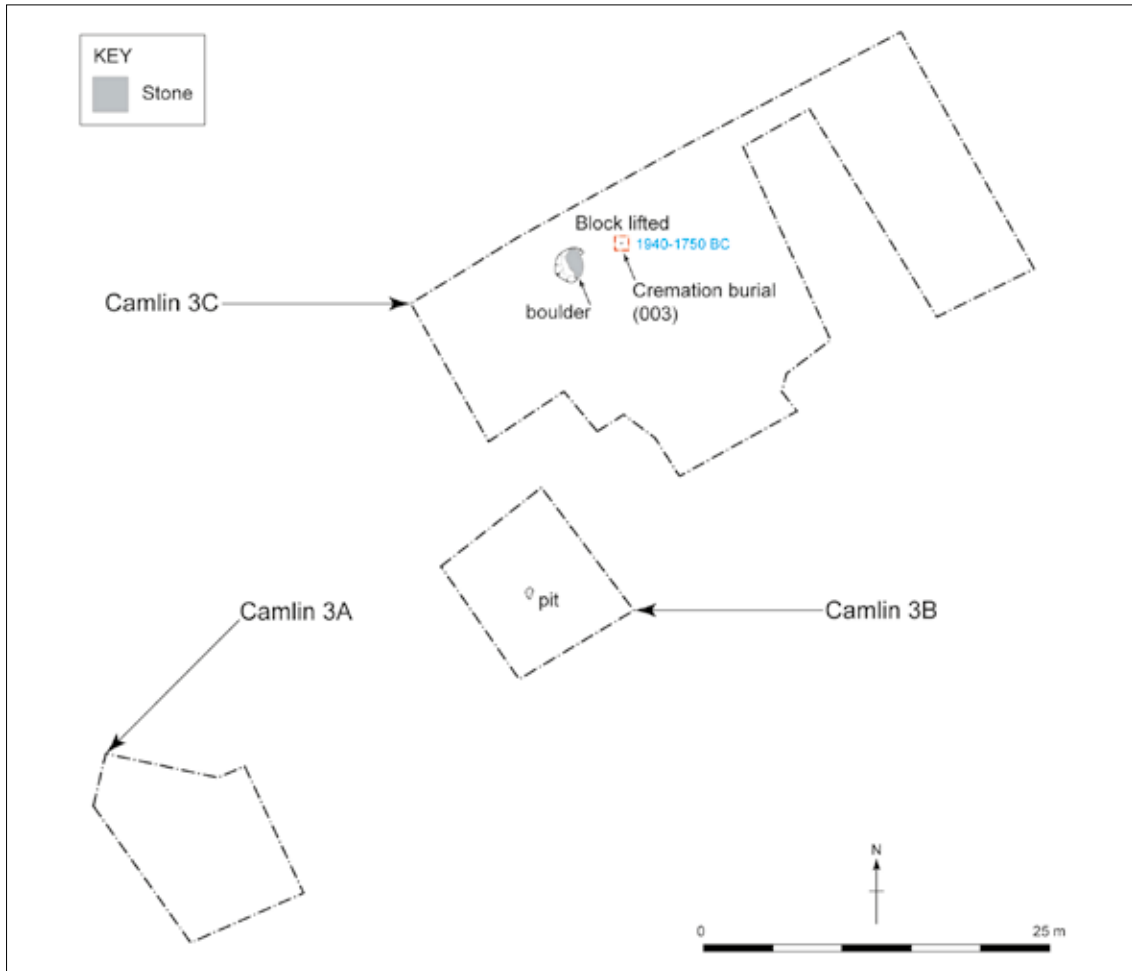 KEY
Stone
Block lifted
1940-1750 BC
Camlin 3C
boulder
Cremation burial
(003)
Camlin 3A
pit
Camlin 3B
N
0
25 m